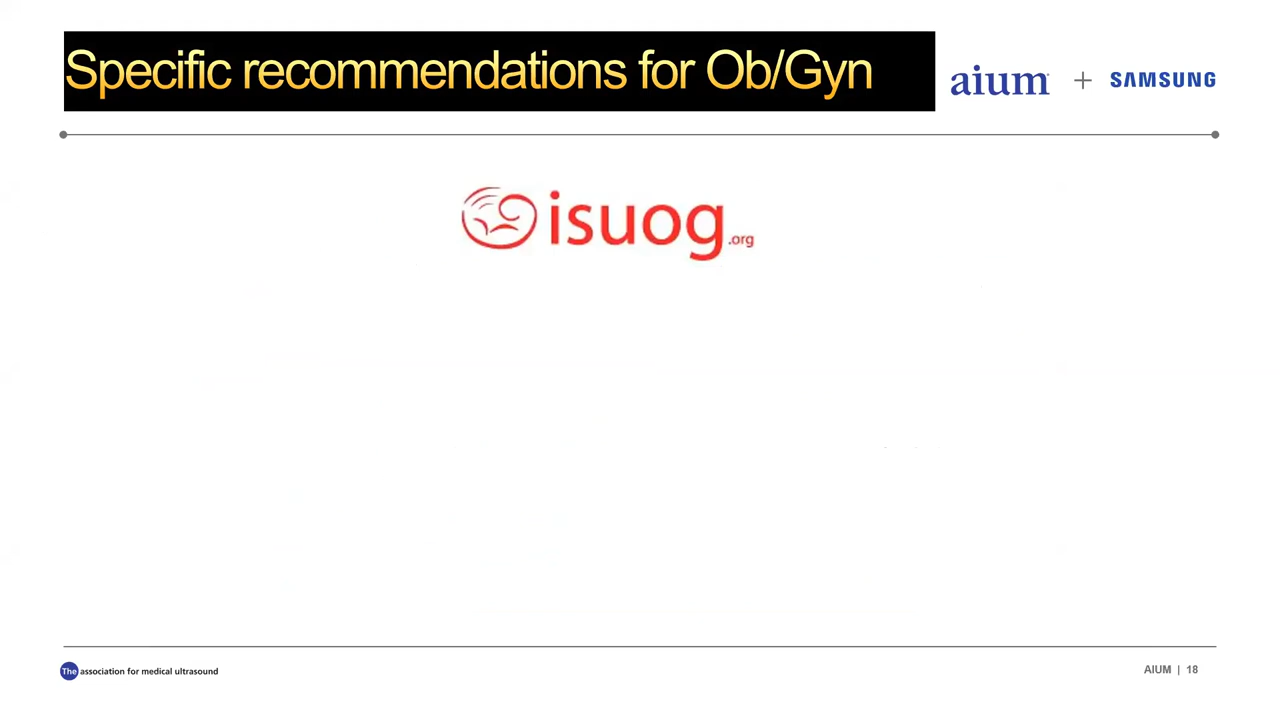 Specific recommendations for Ob/Gyn
aium + SAMSUNG
isuog.org
The association for medical ultrasound
AIUM | 18